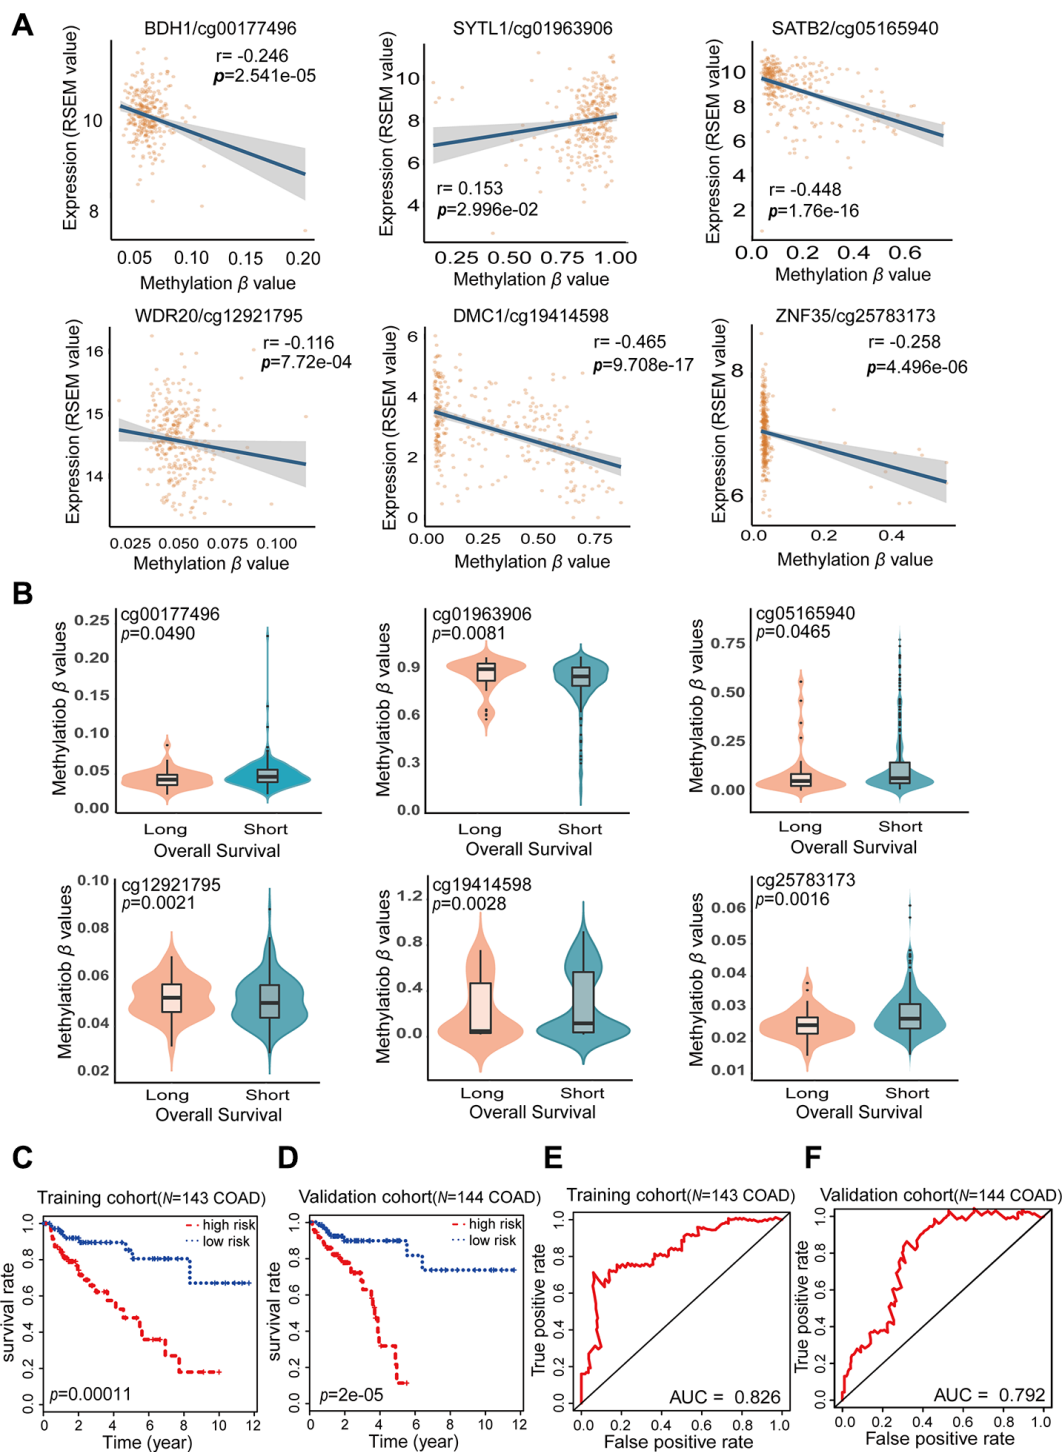 A
BDH1/cg00177496
r= -0.246
p=2.541e-05
Expression (RSEM value)
10
8
0.05 0.10 0.15 0.20
Methylation β value
SYTL1/cg01963906
r= 0.153
p=2.996e-02
Expression (RSEM value)
10
8
6
4
0.25 0.50 0.75 1.00
Methylation β value
SATB2/cg05165940
r= -0.448
p=1.76e-16
Expression (RSEM value)
10
8
6
4
2
0.0 0.2 0.4 0.6
Methylation β value
WDR20/cg12921795
r= -0.116
p=7.72e-04
Expression (RSEM value)
16
15
14
0.025 0.050 0.075 0.100
Methylation β value
DMC1/cg19414598
r= -0.465
p=9.708e-17
Expression (RSEM value)
6
4
2
0
0.00 0.25 0.50 0.75
Methylation β value
ZNF35/cg25783173
r= -0.258
p=4.496e-06
Expression (RSEM value)
8
6
0.0 0.2 0.4
Methylation β value
B
cg00177496
p=0.0490
Methylatiob β values
0.25
0.20
0.15
0.10
0.05
0.00
Long Short
Overall Survival
cg01963906
p=0.0081
Methylatiob β values
0.9
0.6
0.3
0.0
Long Short
Overall Survival
cg05165940
p=0.0465
Methylatiob β values
0.75
0.50
0.25
0.00
Long Short
Overall Survival
cg12921795
p=0.0021
Methylatiob β values
0.10
0.08
0.06
0.04
0.02
Long Short
Overall Survival
cg19414598
p=0.0028
Methylatiob β values
1.2
0.8
0.4
0.0
Long Short
Overall Survival
cg25783173
p=0.0016
Methylatiob β values
0.06
0.05
0.04
0.03
0.02
0.01
Long Short
Overall Survival
C
Training cohort(N=143 COAD)
high risk
low risk
survival rate
1.0
0.8
0.6
0.4
0.2
0.0
p=0.00011
0 2 4 6 8 10 12
Time (year)
D
Validation cohort(N=144 COAD)
high risk
low risk
survival rate
1.0
0.8
0.6
0.4
0.2
0.0
p=2e-05
0 2 4 6 8 10 12
Time (year)
E
Training cohort(N=143 COAD)
True positive rate
1.0
0.8
0.6
0.4
0.2
0.0
AUC = 0.826
0.0 0.2 0.4 0.6 0.8 1.0
False positive rate
F
Validation cohort(N=144 COAD)
True positive rate
1.0
0.8
0.6
0.4
0.2
0.0
AUC = 0.792
0.0 0.2 0.4 0.6 0.8 1.0
False positive rate